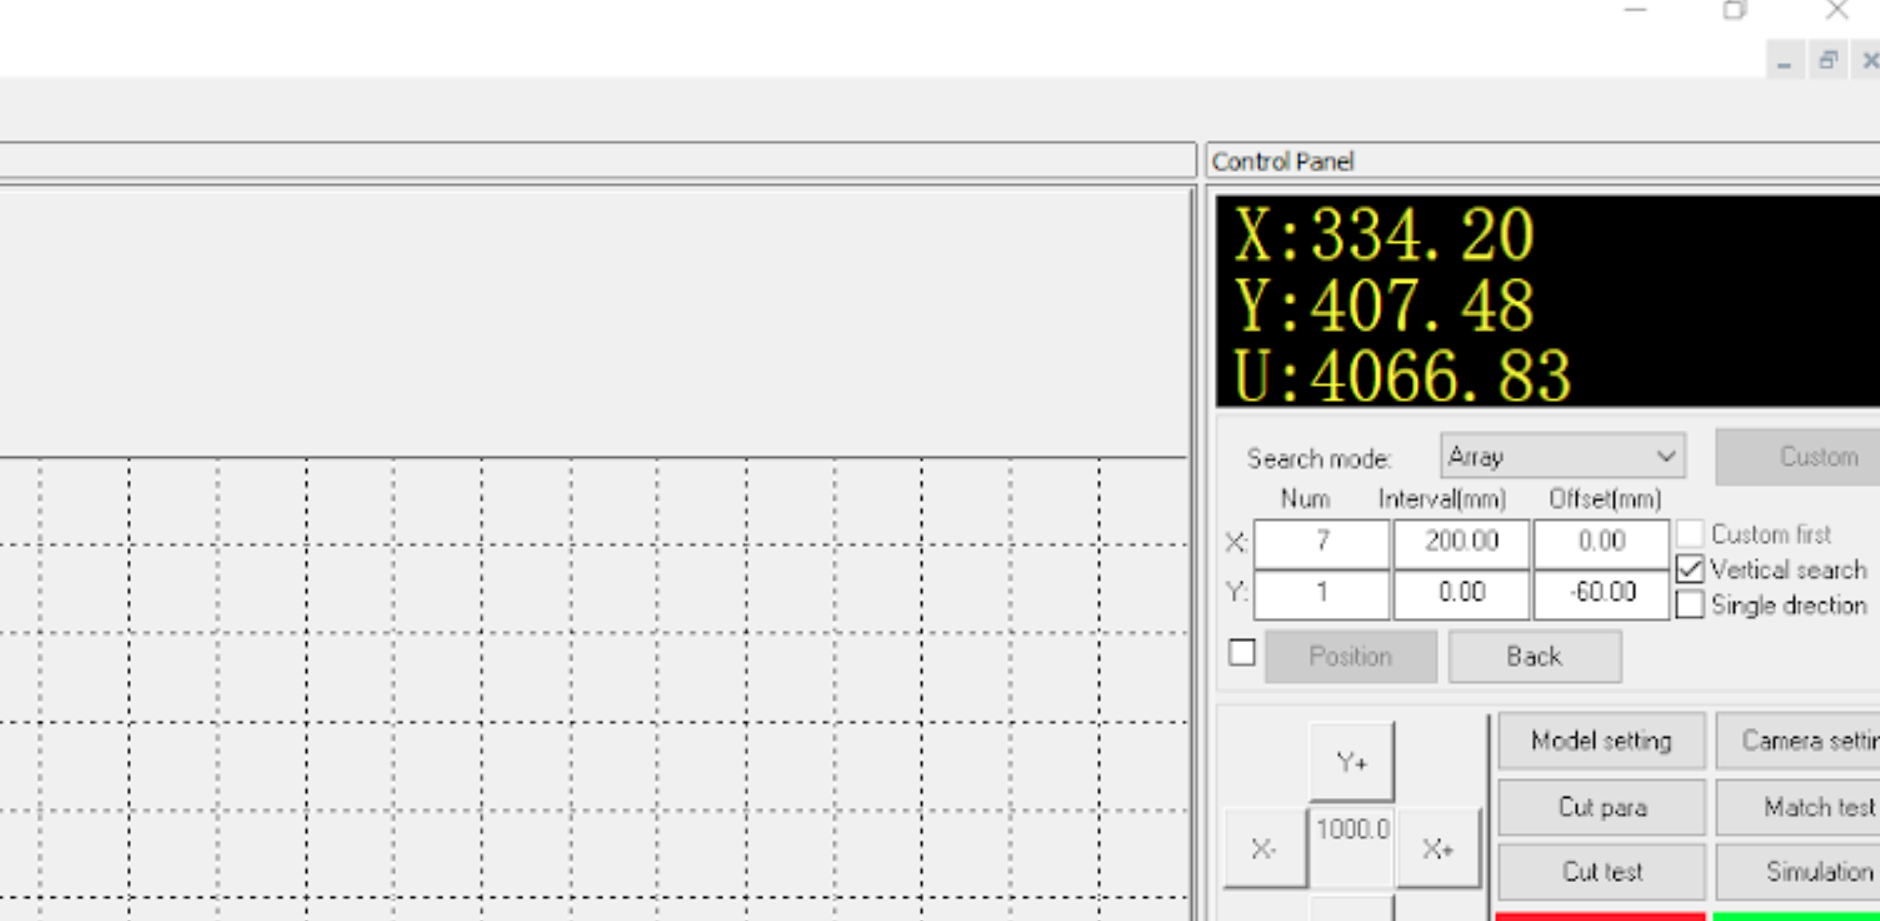 Control Panel
X:334.20
Y:407.48
U:4066.83
Search mode: Array Custom
Num Interval(mm) Offset(mm)
X: 7 200.00 0.00 Custom first
Vertical search
Y: 1 0.00 -60.00 Single drection
Position Back
Model setting Camera settin
Y+
Cut para Match test
1000.0
X- X+
Cut test Simulation